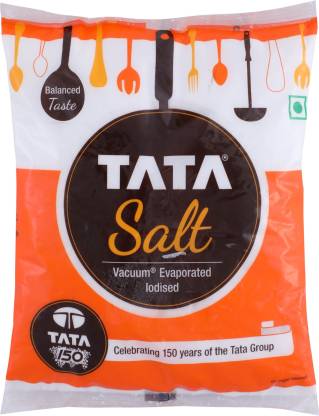 Balanced
Taste
TATA®
Salt
Vacuum® Evaporated
Iodised
TATA
150
Celebrating 150 years of the Tata Group